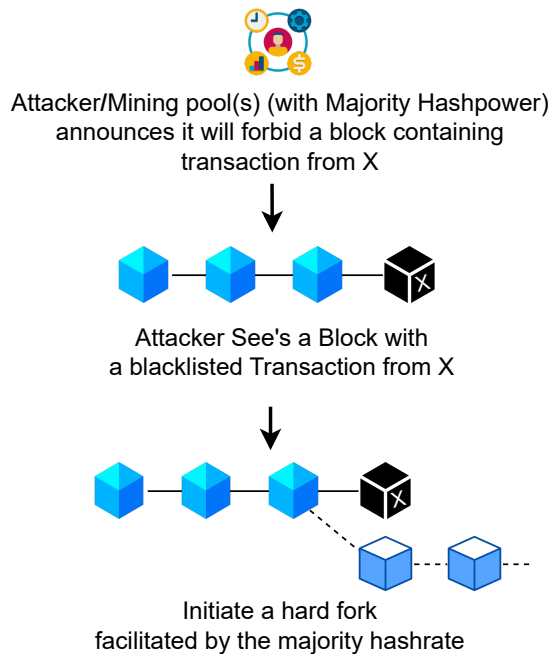 Attacker/Mining pool(s) (with Majority Hashpower)
announces it will forbid a block containing
transaction from X
X
Attacker See's a Block with
a blacklisted Transaction from X
X
Initiate a hard fork
facilitated by the majority hashrate